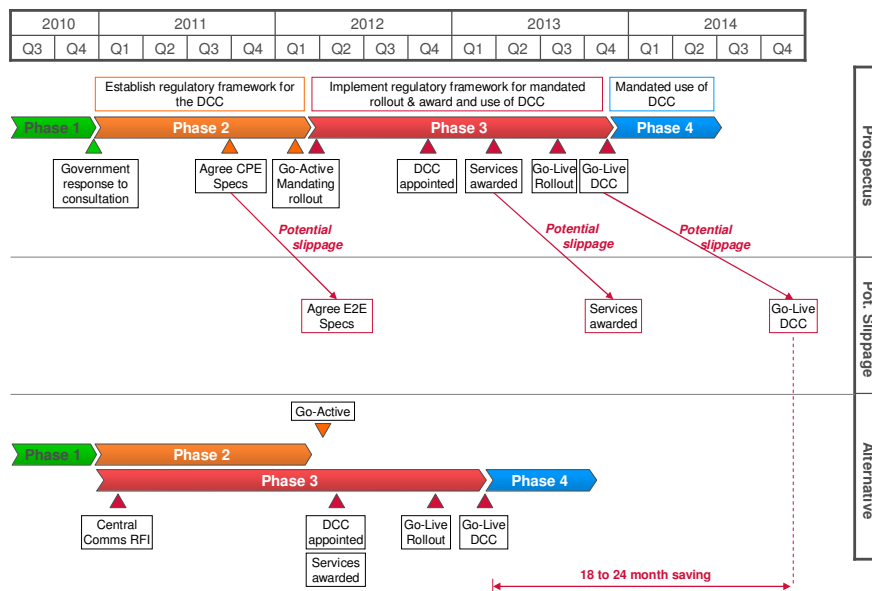 2010 2011 2012 2013 2014
Q3 Q4 Q1 Q2 Q3 Q4 Q1 Q2 Q3 Q4 Q1 Q2 Q3 Q4 Q1 Q2 Q3 Q4
Establish regulatory framework for
the DCC
Implement regulatory framework for mandated
rollout & award and use of DCC
Mandated use of
DCC
Phase 1 Phase 2 Phase 3 Phase 4
Government
response to
consultation
Agree CPE
Specs
Go-Active
Mandating
rollout
DCC
appointed
Services
awarded
Go-Live
Rollout
Go-Live
DCC
Prospectus
Potential
slippage
Potential
slippage
Potential
slippage
Agree E2E
Specs
Services
awarded
Go-Live
DCC
Pot. Slippage
Go-Active
Phase 1 Phase 2
Phase 3 Phase 4
Central
Comms RFI
DCC
appointed
Services
awarded
Go-Live
Rollout
Go-Live
DCC
Alternative
18 to 24 month saving